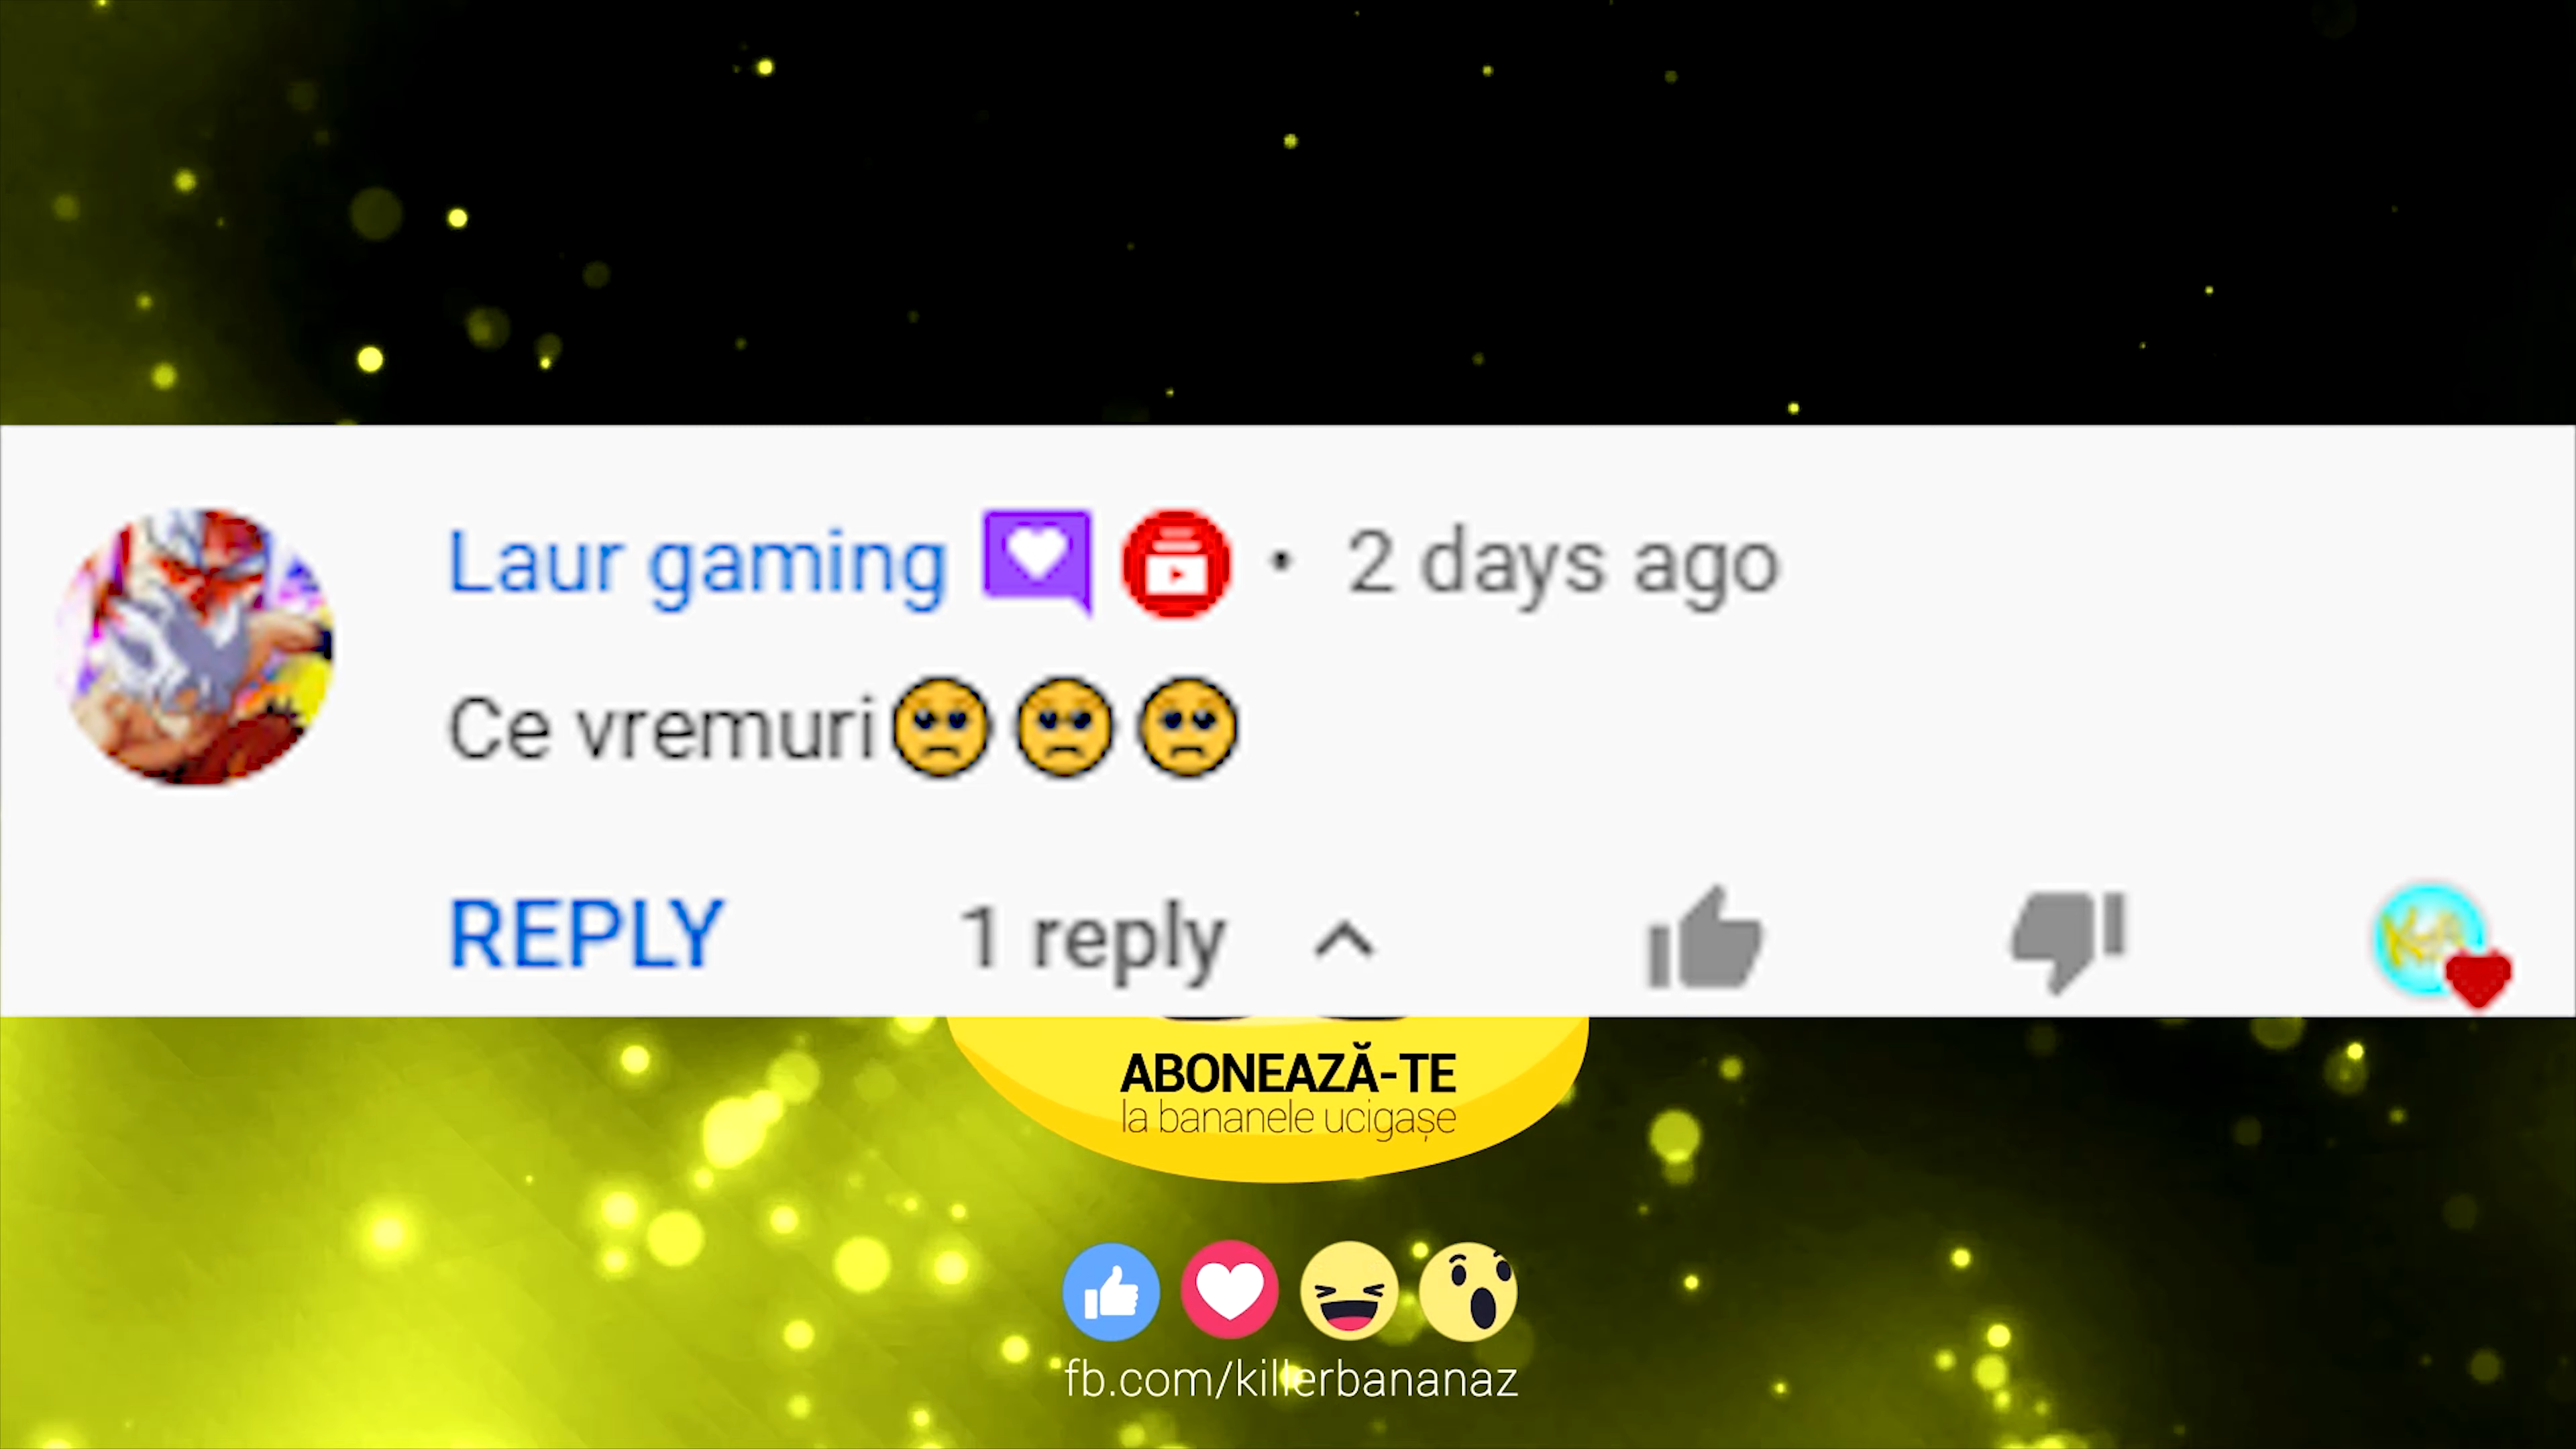 Laur gaming • 2 days ago
Ce vremuri🥺🥺🥺
REPLY 1 reply
ABONEAZĂ-TE
la bananele ucigașe
fb.com/killerbananaz